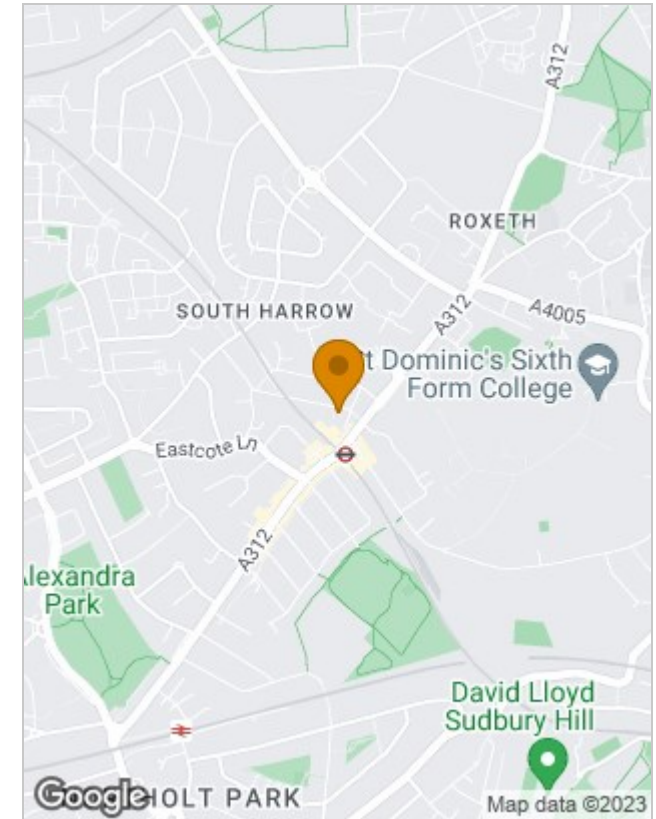 A312
ROXETH
SOUTH HARROW
A312
A4005
t Dominic's Sixth
Form College
Eastcote Ln
A312
lexandra
Park
David Lloyd
Sudbury Hill
Google
HOLT PARK
Map data ©2023